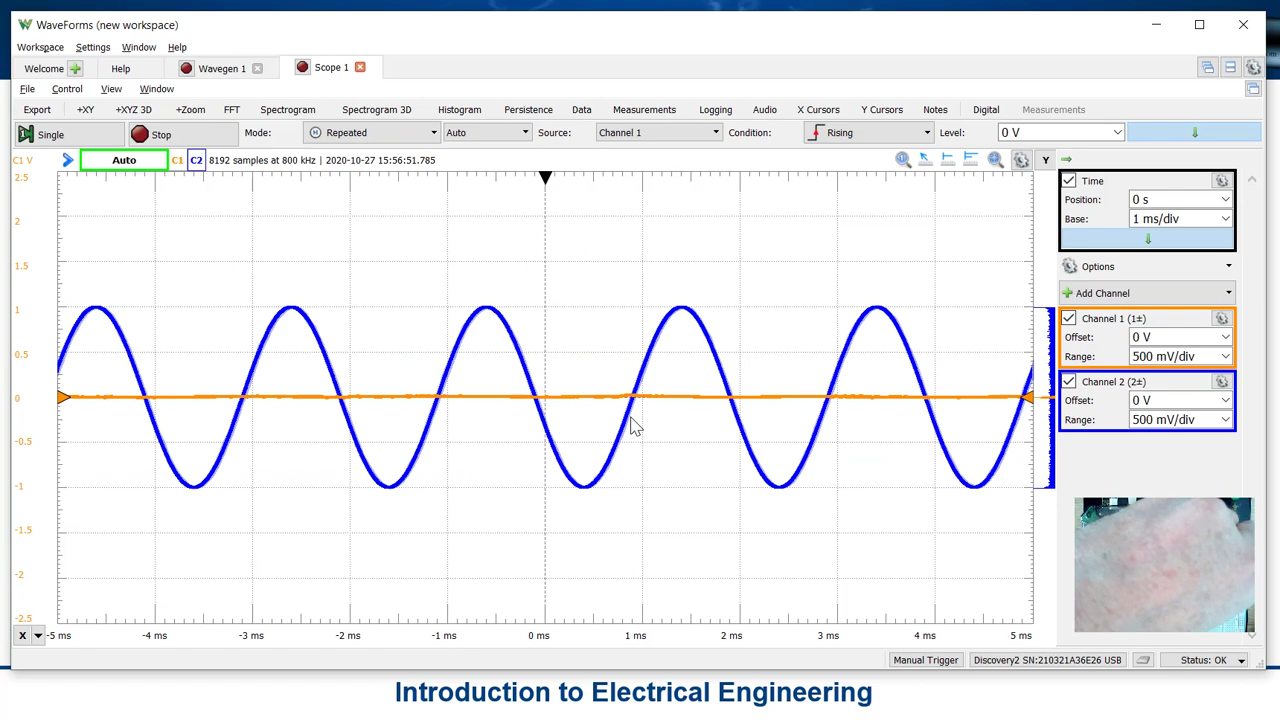 WaveForms (new workspace)
Workspace Settings Window Help
Welcome Help Wavegen 1 Scope 1
File Control View Window
Export +XY +XYZ 3D +Zoom FFT Spectrogram Spectrogram 3D Histogram Persistence Data Measurements Logging Audio X Cursors Y Cursors Notes Digital Measurements
Single Stop Mode: Repeated Auto Source: Channel 1 Condition: Rising Level: 0 V
C1 V Auto C1 C2 8192 samples at 800 kHz | 2020-10-27 15:56:51.785 Y
2.5
2
1.5
1
0.5
0
-0.5
-1
-1.5
-2
-2.5
X -5 ms -4 ms -3 ms -2 ms -1 ms 0 ms 1 ms 2 ms 3 ms 4 ms 5 ms
Time
Position: 0 s
Base: 1 ms/div
Options
Add Channel
Channel 1 (1±)
Offset: 0 V
Range: 500 mV/div
Channel 2 (2±)
Offset: 0 V
Range: 500 mV/div
Manual Trigger Discovery2 SN:210321A36E26 USB Status: OK
Introduction to Electrical Engineering